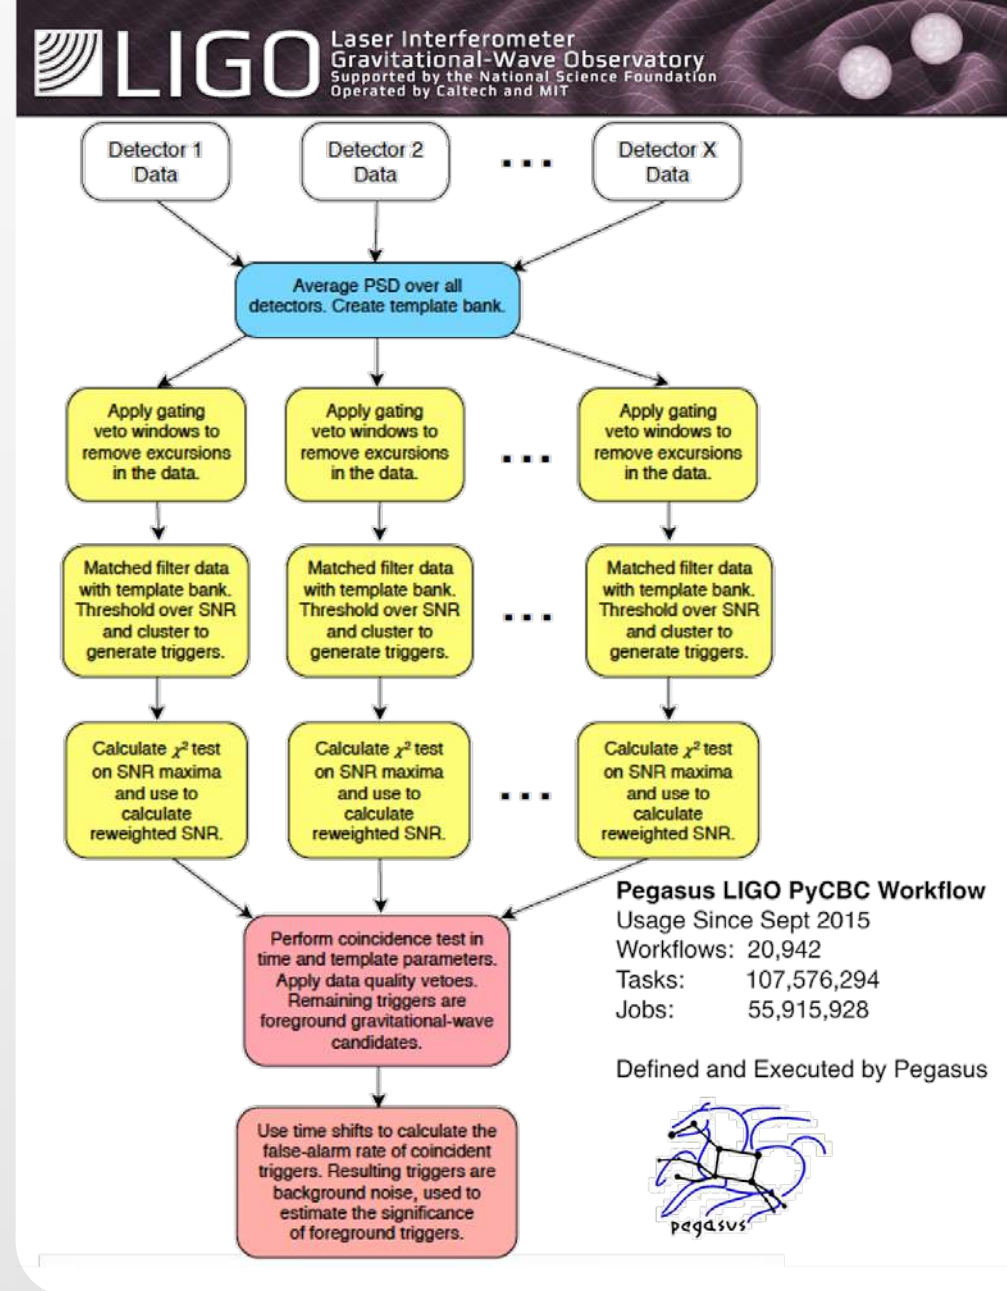 LIGO
Laser Interferometer
Gravitational-Wave Observatory
Supported by the National Science Foundation
Operated by Caltech and MIT
Detector 1
Data
Detector 2
Data
...
Detector X
Data
Average PSD over all
detectors. Create template bank.
Apply gating
veto windows to
remove excursions
in the data.
Apply gating
veto windows to
remove excursions
in the data.
...
Apply gating
veto windows to
remove excursions
in the data.
Matched filter data
with template bank.
Threshold over SNR
and cluster to
generate triggers.
Matched filter data
with template bank.
Threshold over SNR
and cluster to
generate triggers.
...
Matched filter data
with template bank.
Threshold over SNR
and cluster to
generate triggers.
Calculate χ² test
on SNR maxima
and use to
calculate
reweighted SNR.
Calculate χ² test
on SNR maxima
and use to
calculate
reweighted SNR.
...
Calculate χ² test
on SNR maxima
and use to
calculate
reweighted SNR.
Perform coincidence test in
time and template parameters.
Apply data quality vetoes.
Remaining triggers are
foreground gravitational-wave
candidates.
Use time shifts to calculate the
false-alarm rate of coincident
triggers. Resulting triggers are
background noise, used to
estimate the significance
of foreground triggers.
Pegasus LIGO PyCBC Workflow
Usage Since Sept 2015
Workflows: 20,942
Tasks: 107,576,294
Jobs: 55,915,928
Defined and Executed by Pegasus
pegasus